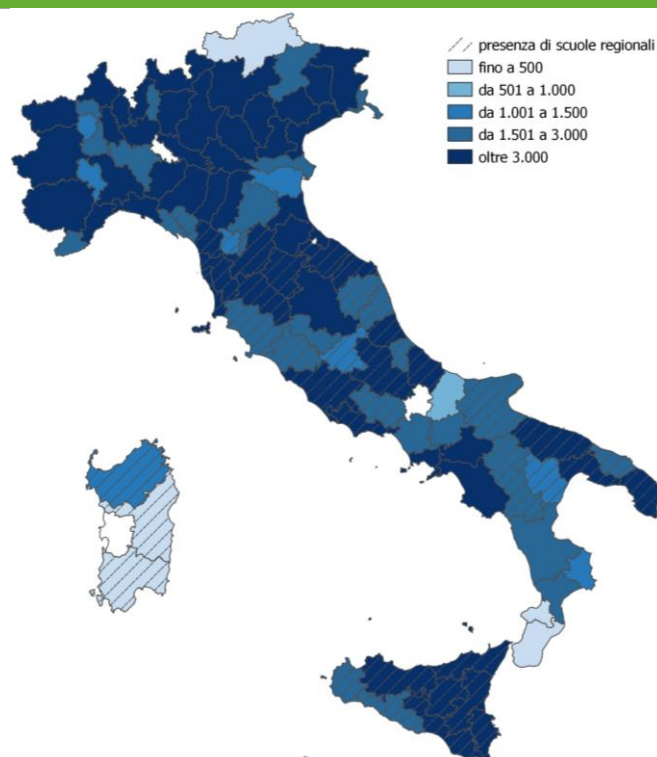 presenza di scuole regionali
fino a 500
da 501 a 1.000
da 1.001 a 1.500
da 1.501 a 3.000
oltre 3.000